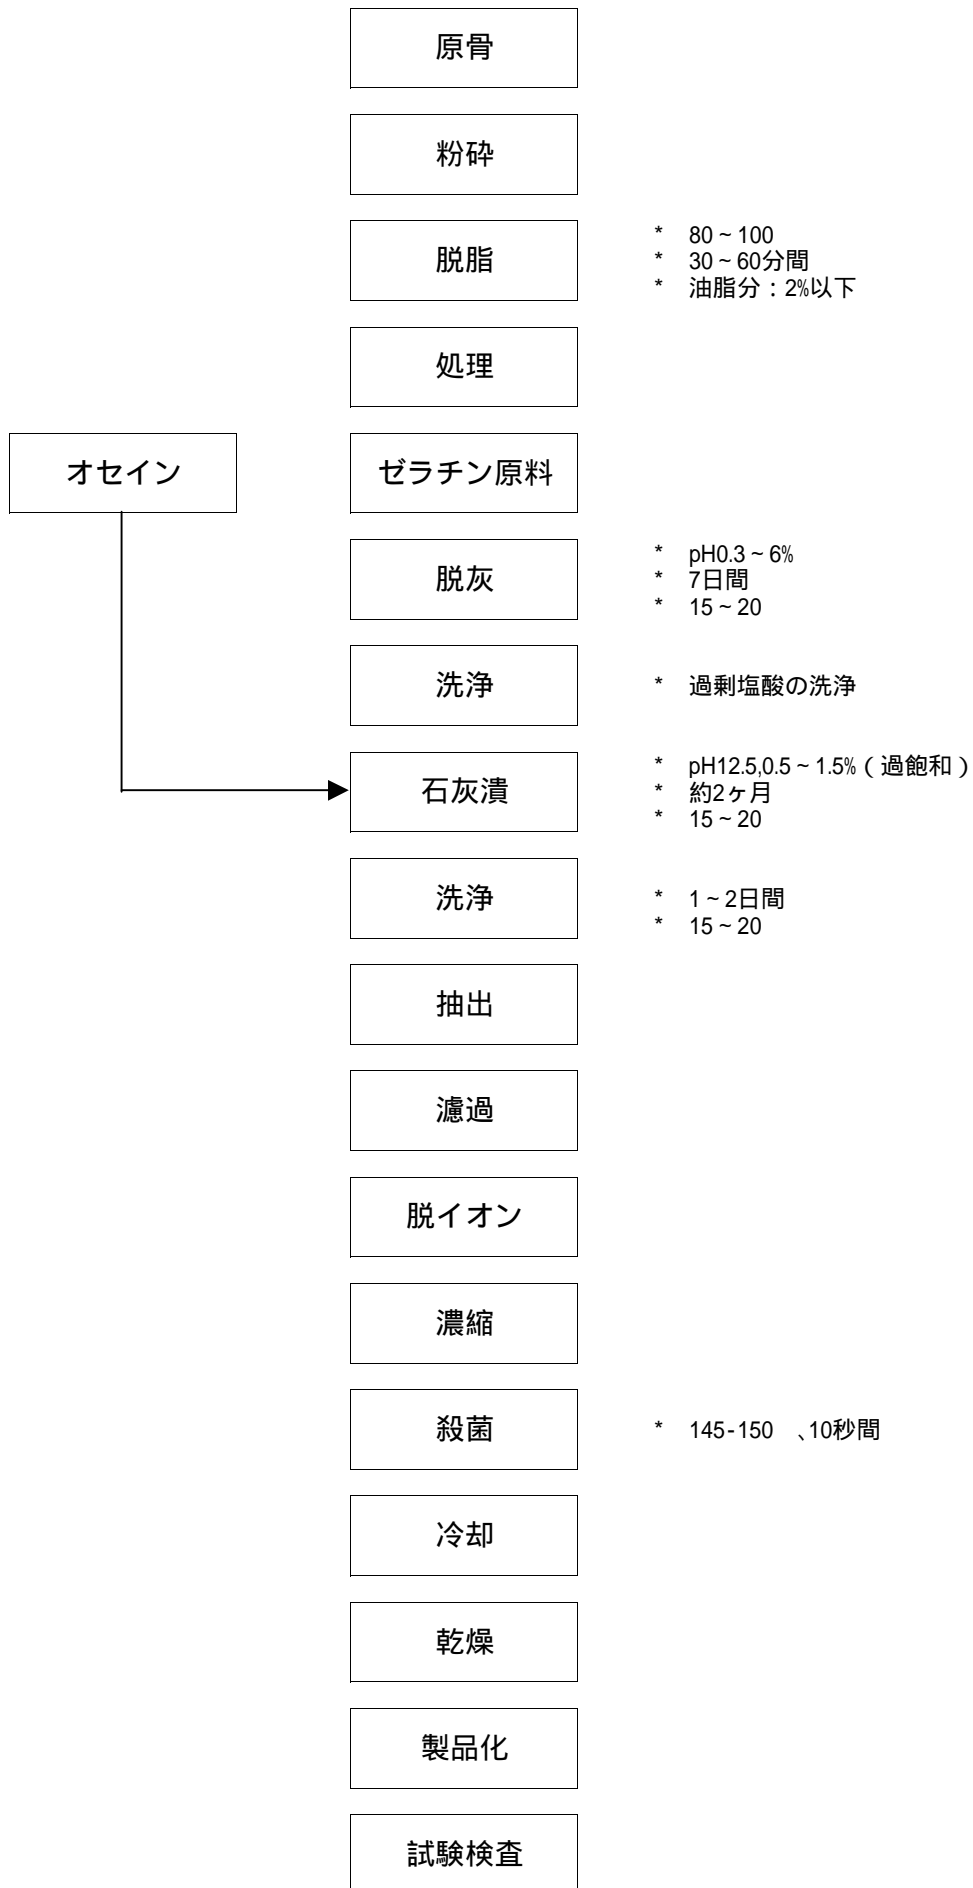 原骨
粉砕
脱脂
* 80 ~ 100
* 30 ~ 60分間
* 油脂分：2%以下
処理
オセイン
ゼラチン原料
脱灰
* pH0.3 ~ 6%
* 7日間
* 15 ~ 20
洗浄
* 過剰塩酸の洗浄
石灰漬
* pH12.5,0.5 ~ 1.5%（過飽和）
* 約2ヶ月
* 15 ~ 20
洗浄
* 1 ~ 2日間
* 15 ~ 20
抽出
濾過
脱イオン
濃縮
殺菌
* 145-150　、10秒間
冷却
乾燥
製品化
試験検査